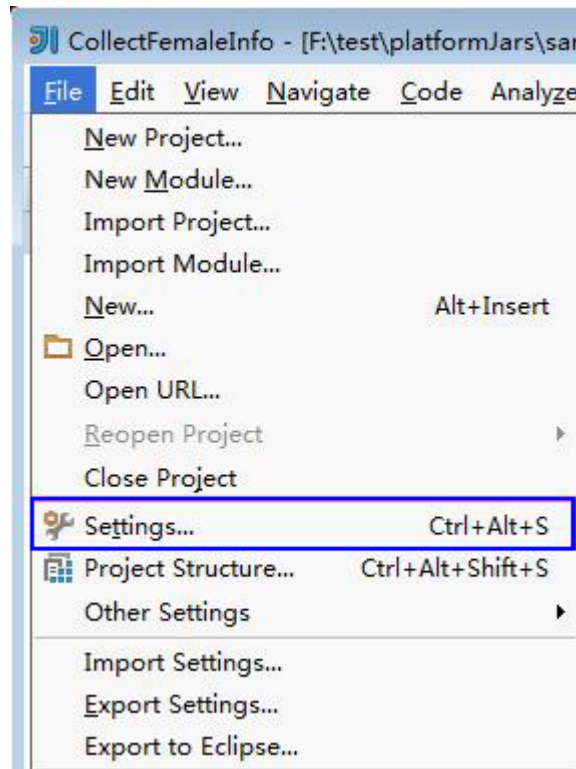 CollectFemaleInfo - [F:\test\platformJars\sar
File Edit View Navigate Code Analyze
New Project...
New Module...
Import Project...
Import Module...
New... Alt+Insert
Open...
Open URL...
Reopen Project
Close Project
Settings... Ctrl+Alt+S
Project Structure... Ctrl+Alt+Shift+S
Other Settings
Import Settings...
Export Settings...
Export to Eclipse...